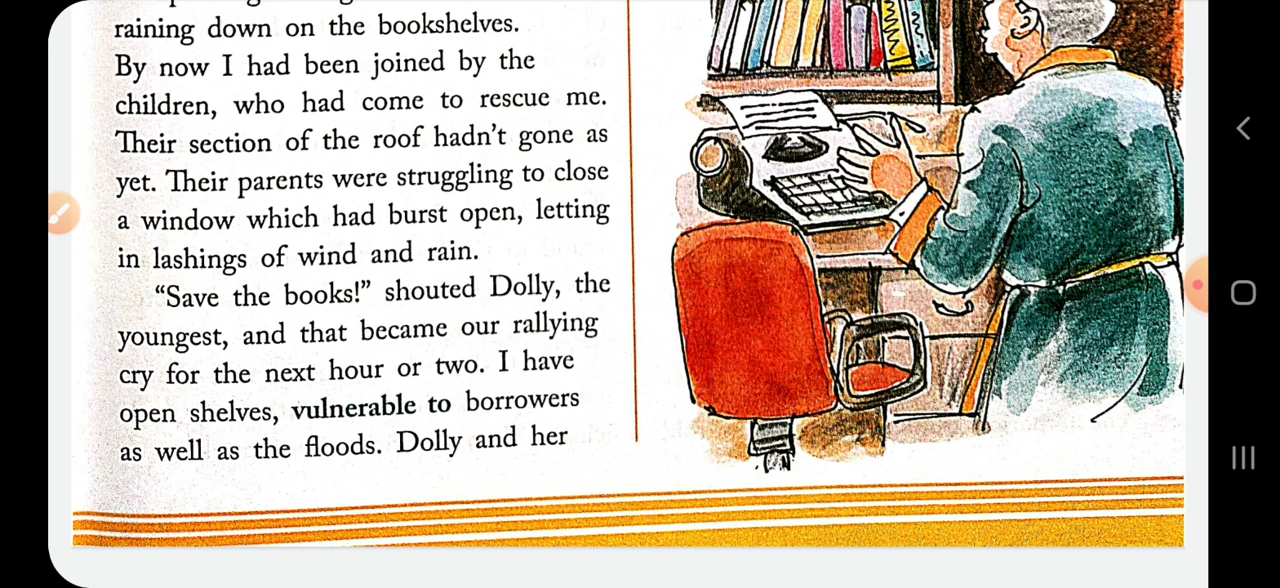 raining down on the bookshelves.
By now I had been joined by the
children, who had come to rescue me.
Their section of the roof hadn't gone as
yet. Their parents were struggling to close
a window which had burst open, letting
in lashings of wind and rain.
“Save the books!” shouted Dolly, the
youngest, and that became our rallying
cry for the next hour or two. I have
open shelves, vulnerable to borrowers
as well as the floods. Dolly and her